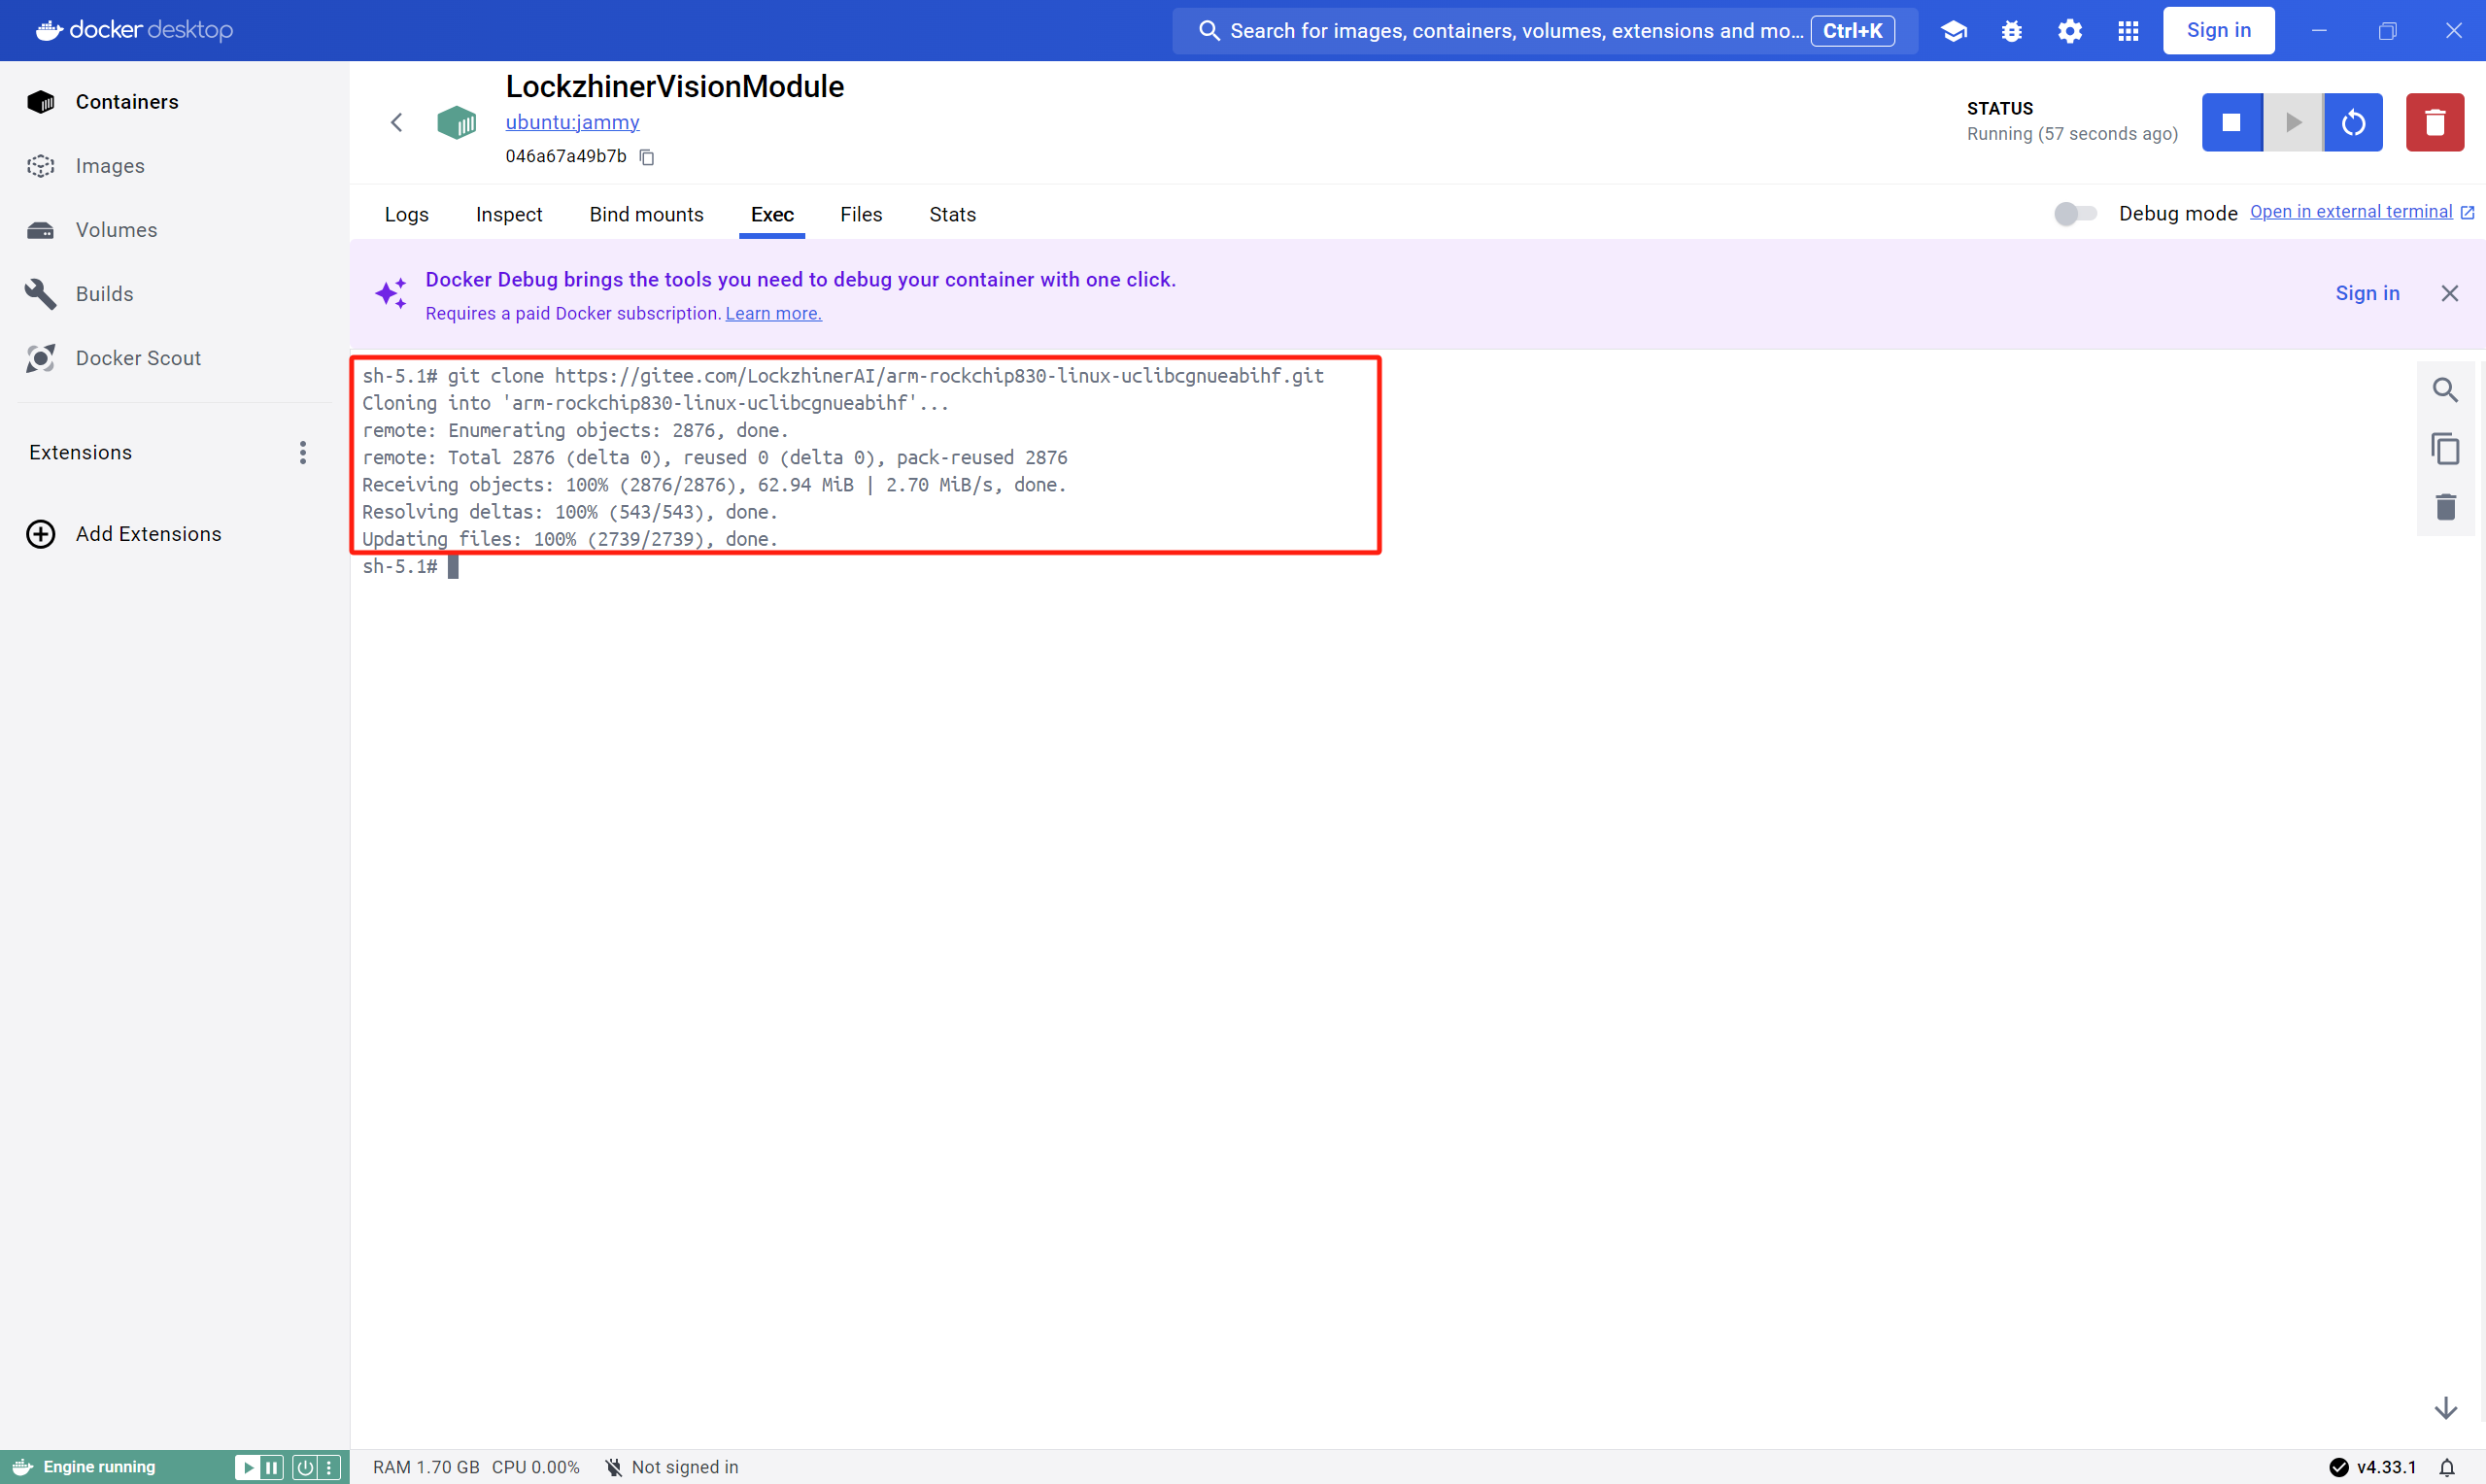 docker desktop
Search for images, containers, volumes, extensions and mo... Ctrl+K
Sign in
Containers
Images
Volumes
Builds
Docker Scout
Extensions
Add Extensions
LockzhinerVisionModule
ubuntu:jammy
046a67a49b7b
STATUS
Running (57 seconds ago)
Logs Inspect Bind mounts Exec Files Stats
Debug mode Open in external terminal
Docker Debug brings the tools you need to debug your container with one click.
Requires a paid Docker subscription. Learn more.
Sign in
sh-5.1# git clone https://gitee.com/LockzhinerAI/arm-rockchip830-linux-uclibcgnueabihf.git
Cloning into 'arm-rockchip830-linux-uclibcgnueabihf'...
remote: Enumerating objects: 2876, done.
remote: Total 2876 (delta 0), reused 0 (delta 0), pack-reused 2876
Receiving objects: 100% (2876/2876), 62.94 MiB | 2.70 MiB/s, done.
Resolving deltas: 100% (543/543), done.
Updating files: 100% (2739/2739), done.
sh-5.1#
Engine running
RAM 1.70 GB CPU 0.00% Not signed in
v4.33.1